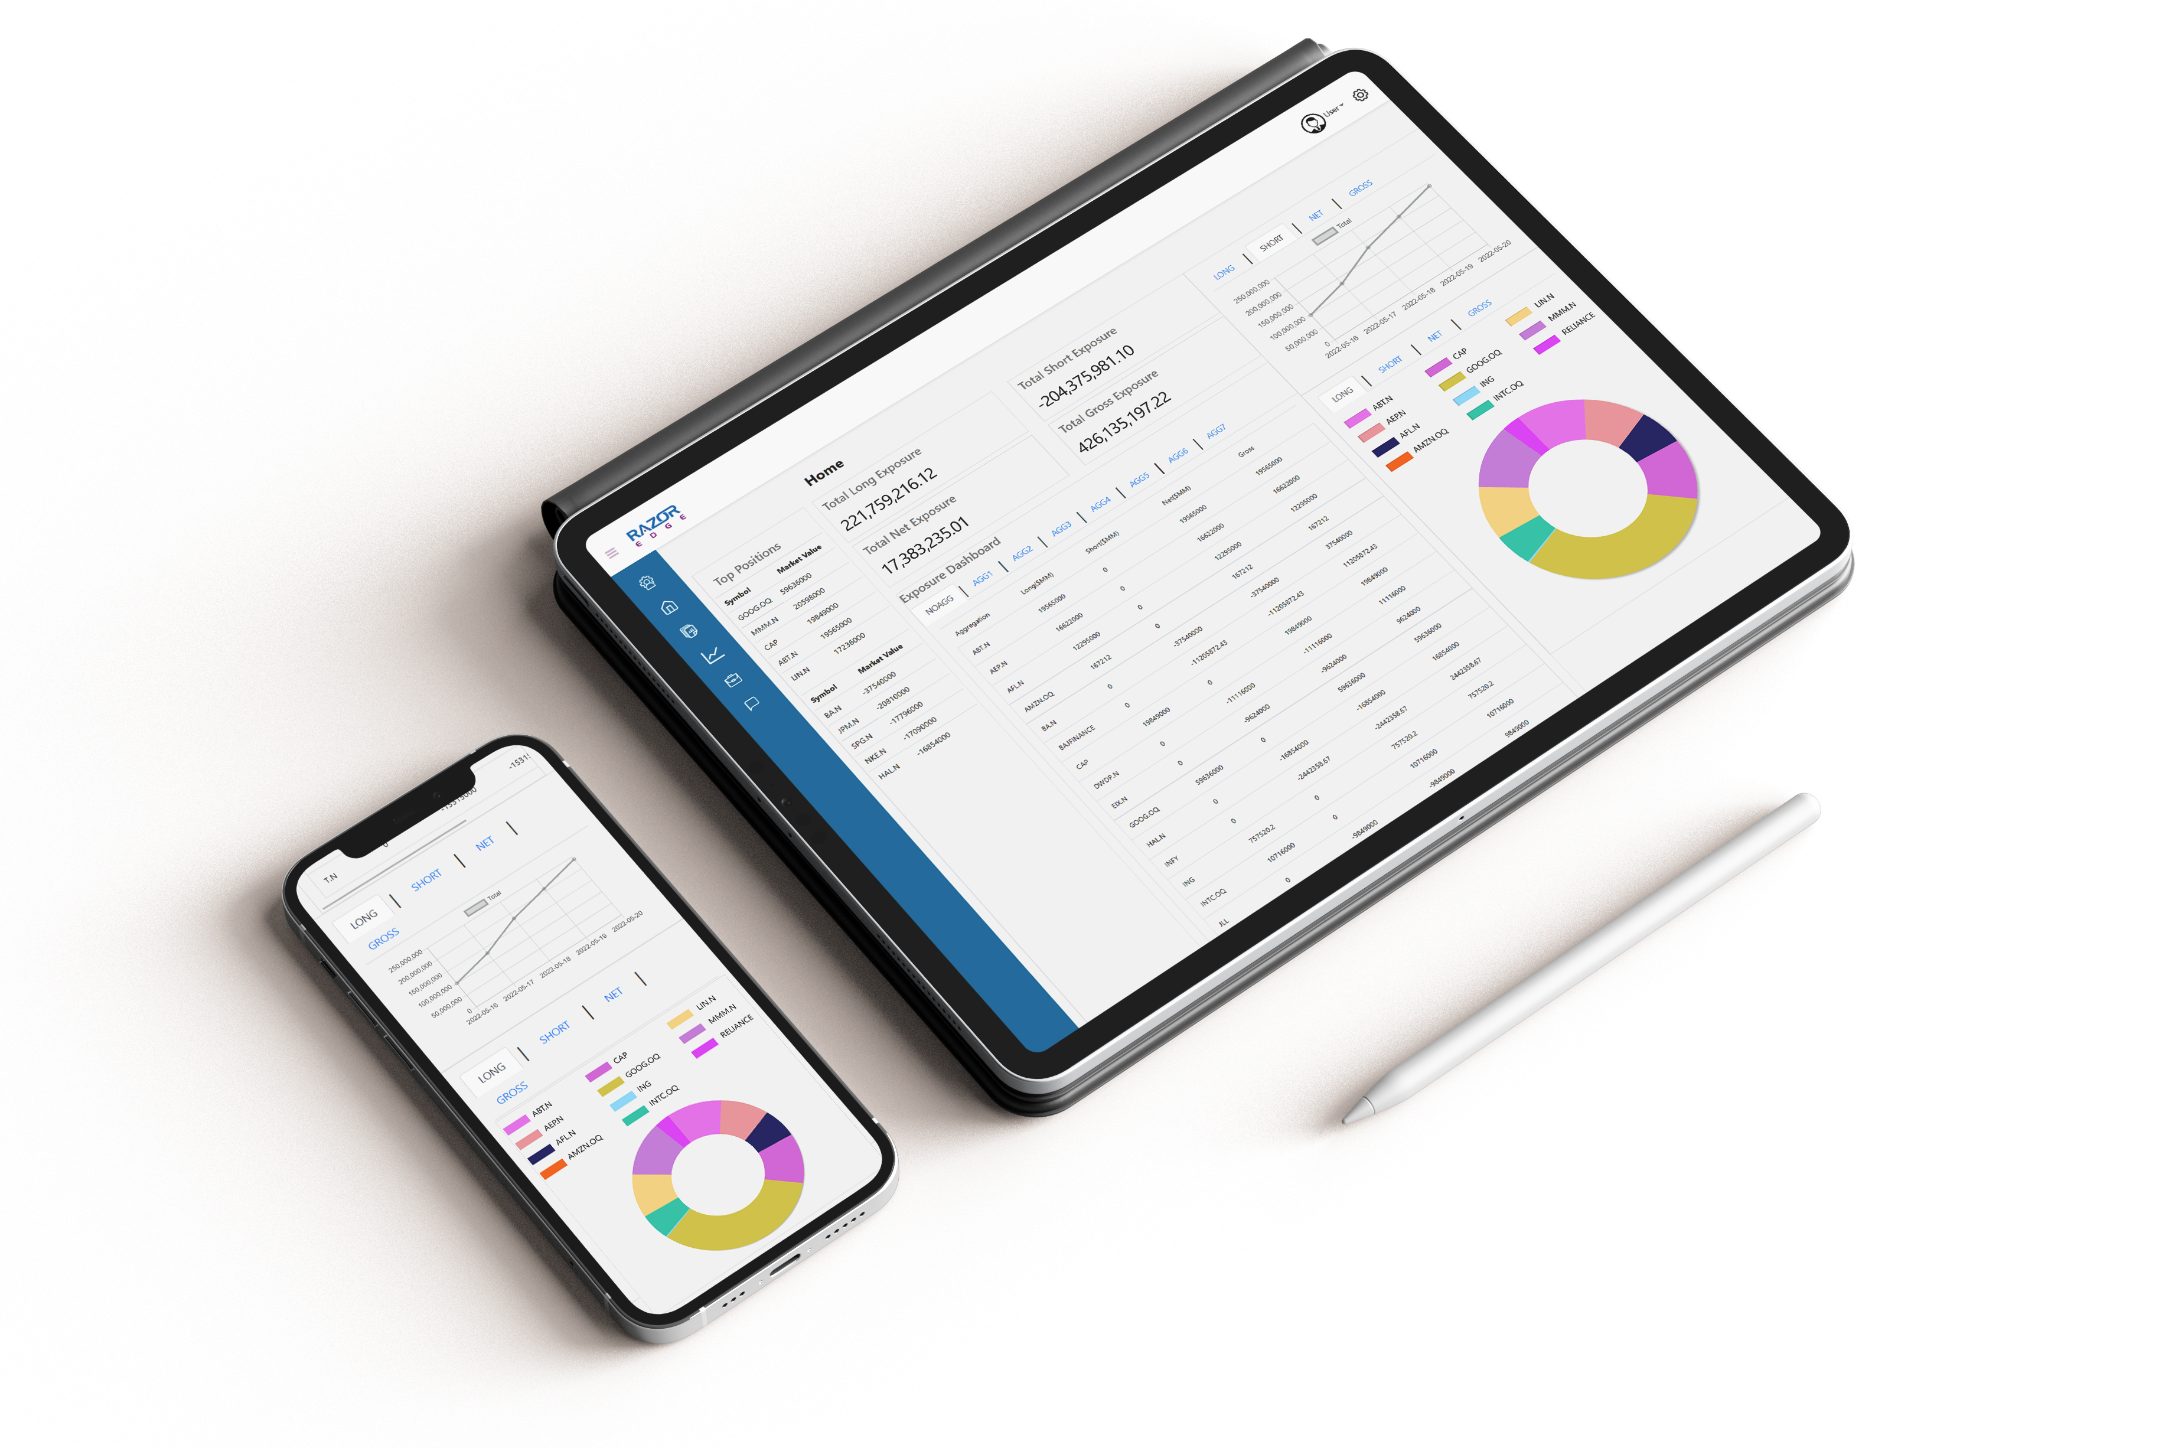 RAZOR
EDGE
User
Home
Top Positions
Symbol Market Value
GOOG.OQ 59636000
MMM.N 20598000
CAP 19849000
ABT.N 19565000
LIN.N 17236000
Symbol Market Value
BA.N -37540000
JPM.N -20810000
SPG.N -17796000
NKE.N -17090000
HAL.N -16854000
Total Long Exposure
221,759,216.12
Total Short Exposure
-204,375,981.10
Total Net Exposure
17,383,235.01
Total Gross Exposure
426,135,197.22
Exposure Dashboard
NOAGG | AGG1 | AGG2 | AGG3 | AGG4 | AGG5 | AGG6 | AGG7
Aggregation Long($MM) Short($MM) Net($MM) Gross
ABT.N 19565000 0 19565000 19565000
AEP.N 16622000 0 16622000 16622000
AFL.N 12295000 0 12295000 12295000
AMZN.OQ 167212 0 167212 167212
BA.N 0 -37540000 -37540000 37540000
BAJFINANCE 0 -11205872.43 -11205872.43 11205872.43
CAP 19849000 0 19849000 19849000
DWDP.N 0 -11116000 -11116000 11116000
EIX.N 0 -9624000 -9624000 9624000
GOOG.OQ 59636000 0 59636000 59636000
HAL.N 0 -16854000 -16854000 16854000
INFY 0 -2442358.67 -2442358.67 2442358.67
ING 757520.2 0 757520.2 757520.2
INTC.OQ 10716000 0 10716000 10716000
JLL 0 -9849000 -9849000 9849000
LONG | SHORT | NET | GROSS
Total
250,000,000
200,000,000
150,000,000
100,000,000
50,000,000
0
2022-05-16 2022-05-17 2022-05-18 2022-05-19 2022-05-20
LONG | SHORT | NET | GROSS
ABT.N CAP LIN.N
AEP.N GOOG.OQ MMM.N
AFL.N ING RELIANCE
AMZN.OQ INTC.OQ
T.N 0
LONG | SHORT | NET |
GROSS
Total
250,000,000
200,000,000
150,000,000
100,000,000
50,000,000
0
2022-05-16 2022-05-17 2022-05-18 2022-05-19 2022-05-20
LONG | SHORT | NET |
GROSS
ABT.N CAP LIN.N
AEP.N GOOG.OQ MMM.N
AFL.N ING RELIANCE
AMZN.OQ INTC.OQ